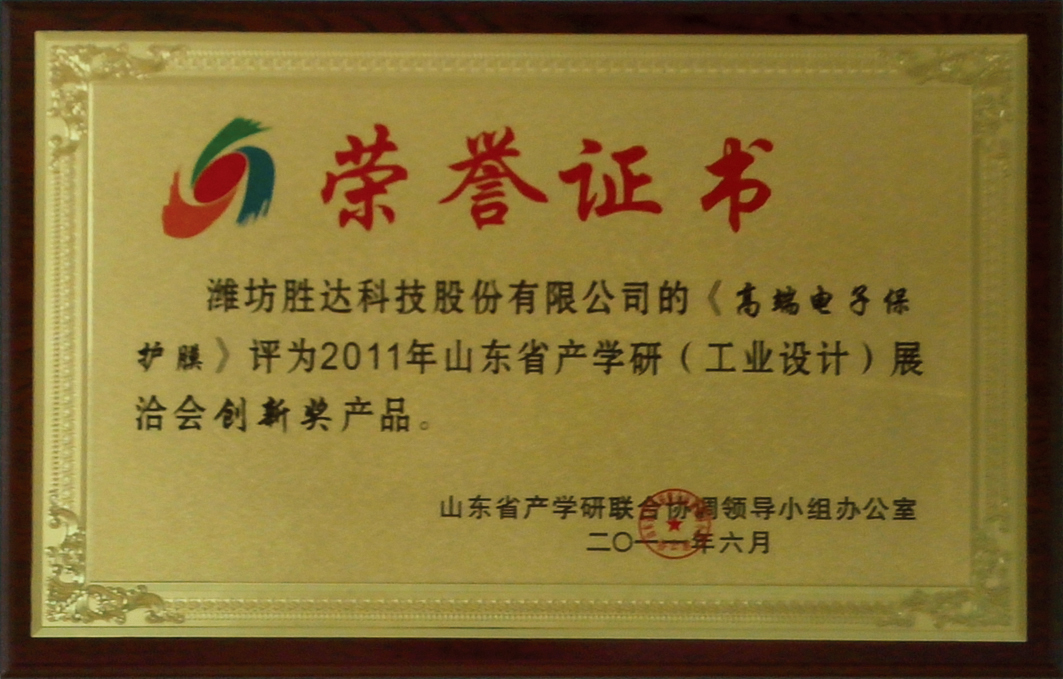 荣誉证书
潍坊胜达科技股份有限公司的《高端电子保
护膜》评为2011年山东省产学研（工业设计）展
洽会创新奖产品。
山东省产学研联合协调领导小组办公室
二〇一一年六月